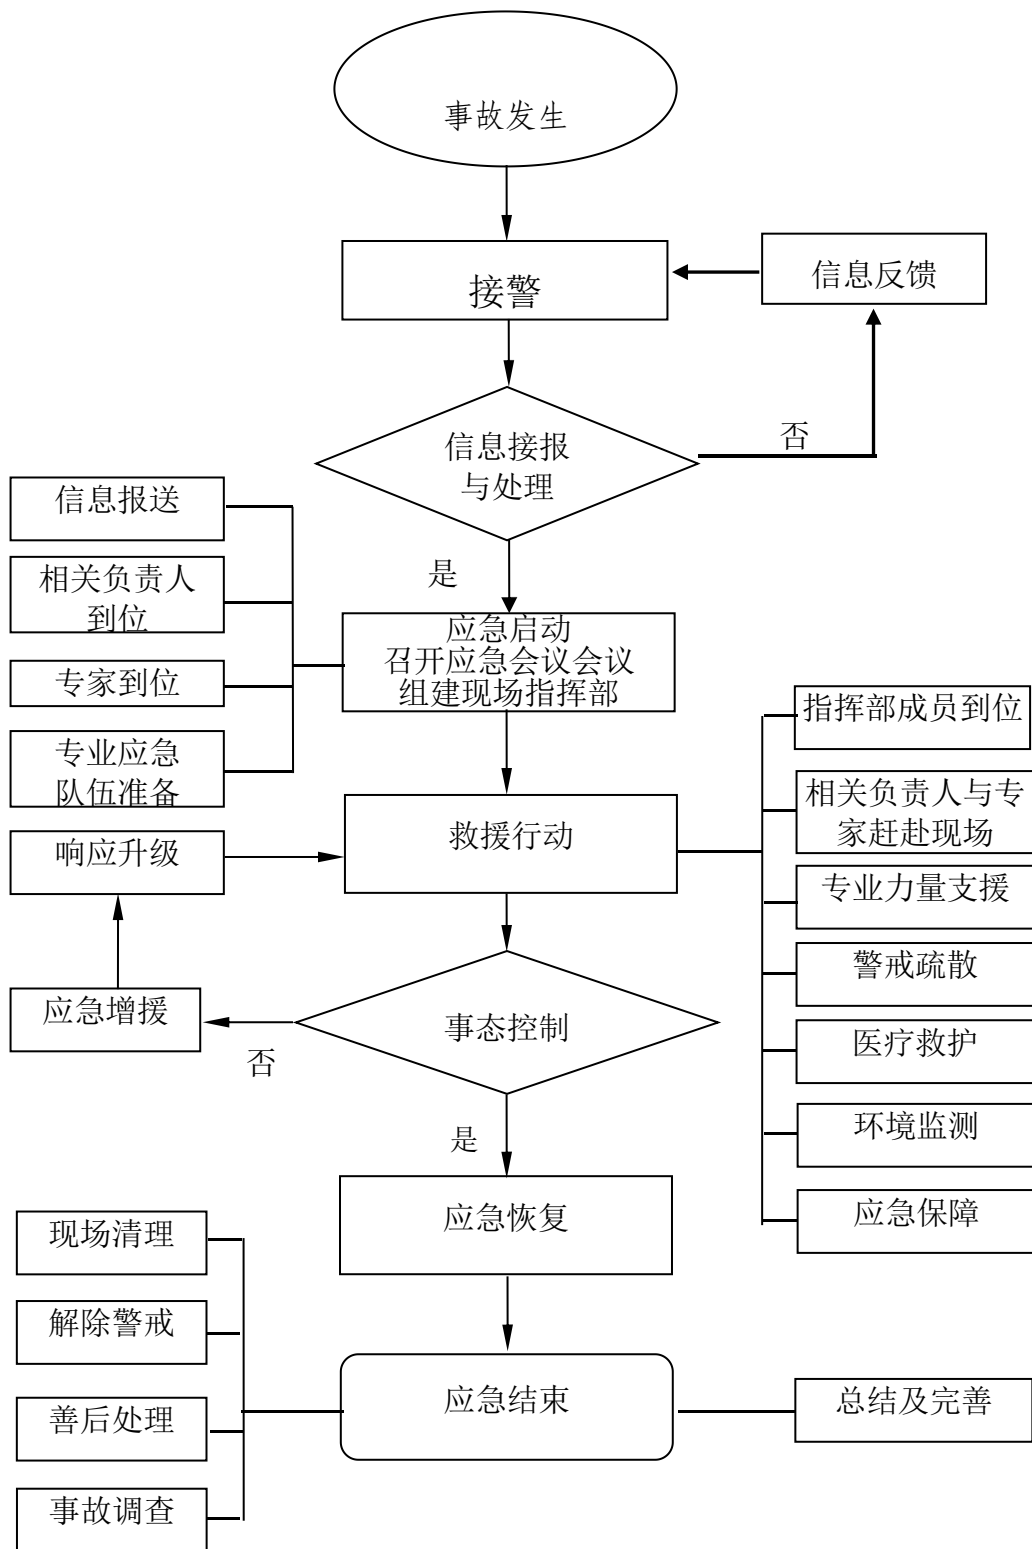 事故发生
接警
信息反馈
信息接报
与处理
否
信息报送
相关负责人
到位
专家到位
专业应急
队伍准备
是
应急启动
召开应急会议会议
组建现场指挥部
指挥部成员到位
相关负责人与专
家赶赴现场
专业力量支援
警戒疏散
医疗救护
环境监测
应急保障
响应升级
救援行动
应急增援
否
事态控制
是
应急恢复
现场清理
解除警戒
善后处理
事故调查
应急结束
总结及完善